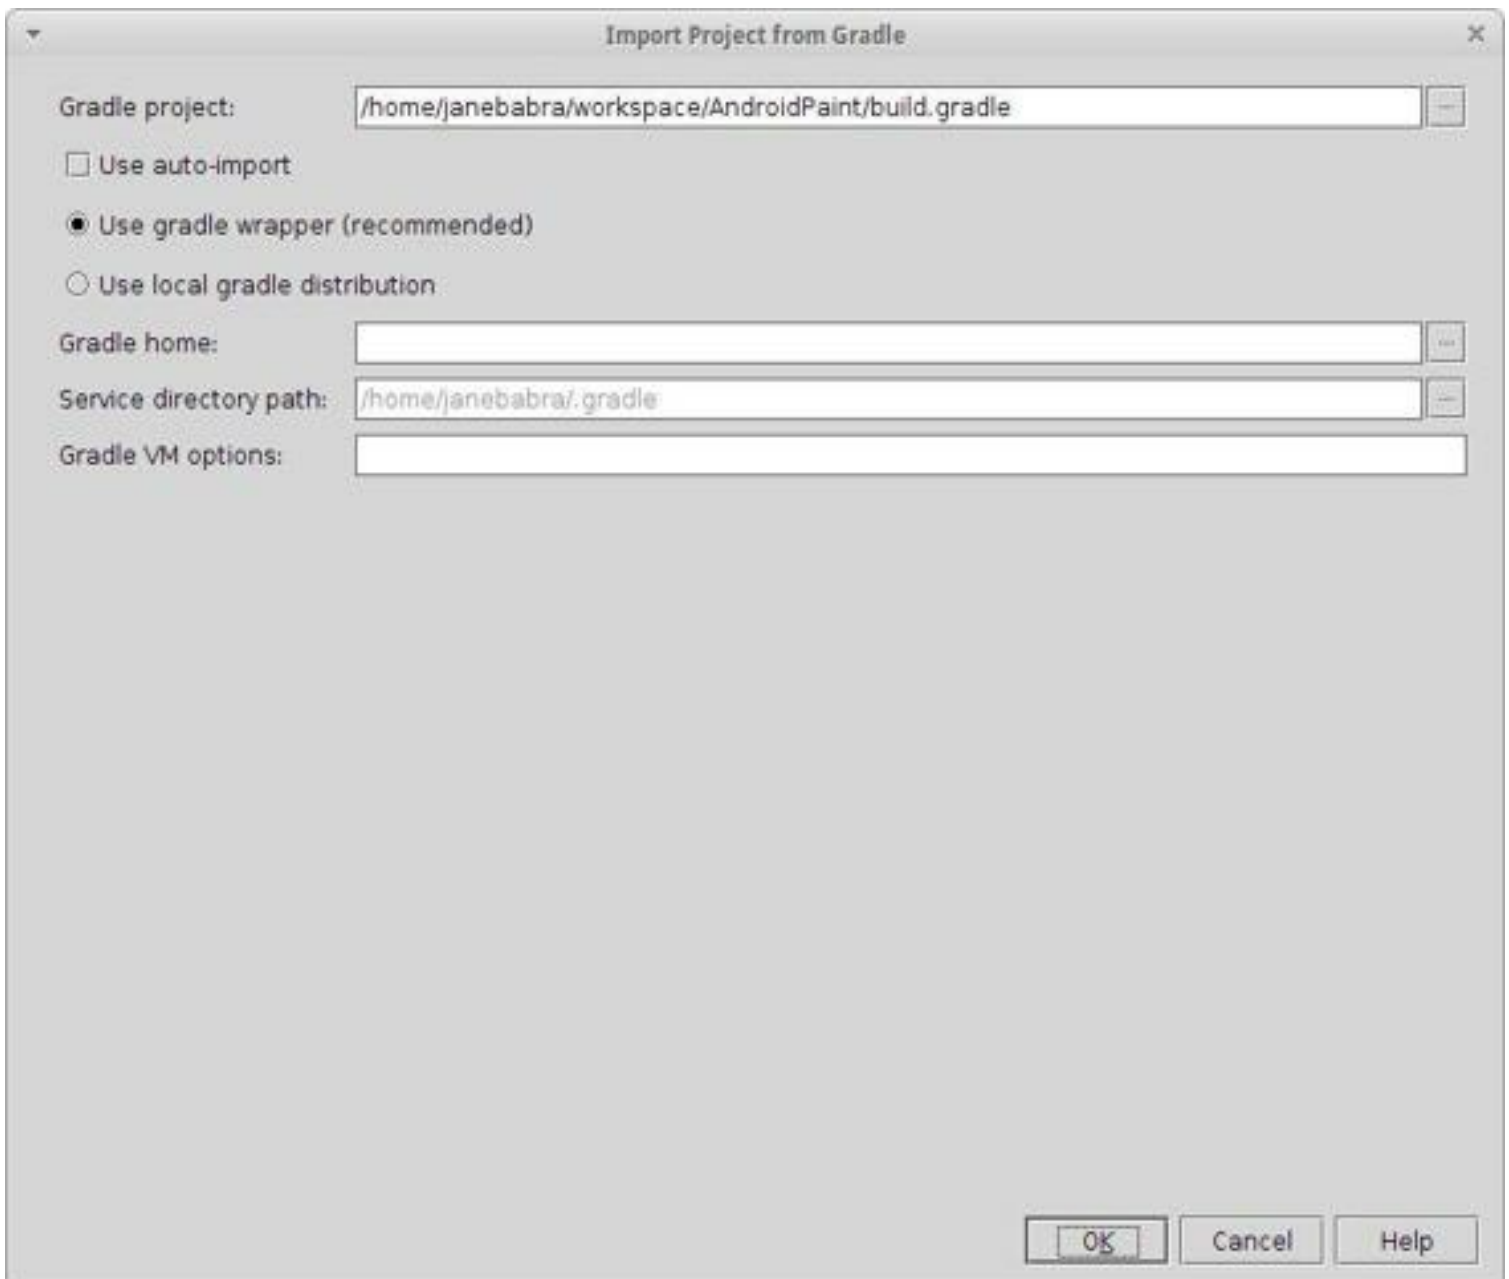 Import Project from Gradle
Gradle project: /home/janebabra/workspace/AndroidPaint/build.gradle ...
Use auto-import
Use gradle wrapper (recommended)
Use local gradle distribution
Gradle home: ...
Service directory path: /home/janebabra/.gradle ...
Gradle VM options:
OK Cancel Help